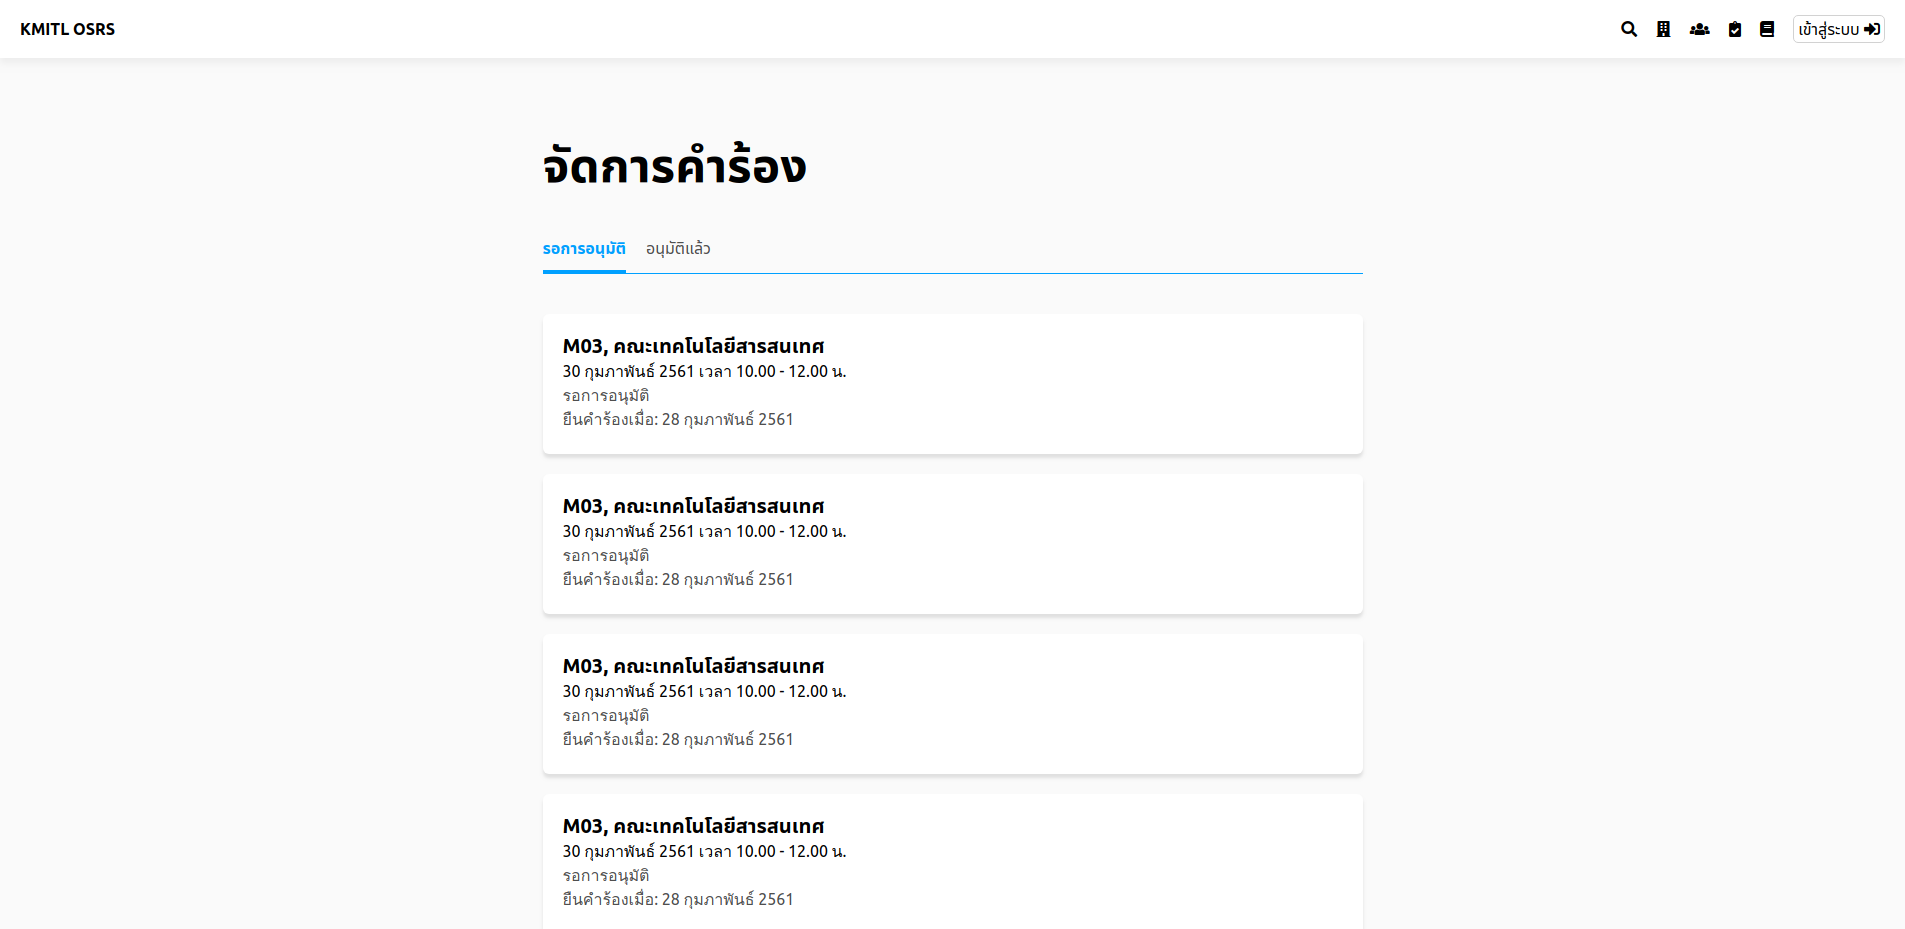 KMITL OSRS
เข้าสู่ระบบ
จัดการคำร้อง
รอการอนุมัติ อนุมัติแล้ว
M03, คณะเทคโนโลยีสารสนเทศ
30 กุมภาพันธ์ 2561 เวลา 10.00 - 12.00 น.
รอการอนุมัติ
ยืนคำร้องเมื่อ: 28 กุมภาพันธ์ 2561
M03, คณะเทคโนโลยีสารสนเทศ
30 กุมภาพันธ์ 2561 เวลา 10.00 - 12.00 น.
รอการอนุมัติ
ยืนคำร้องเมื่อ: 28 กุมภาพันธ์ 2561
M03, คณะเทคโนโลยีสารสนเทศ
30 กุมภาพันธ์ 2561 เวลา 10.00 - 12.00 น.
รอการอนุมัติ
ยืนคำร้องเมื่อ: 28 กุมภาพันธ์ 2561
M03, คณะเทคโนโลยีสารสนเทศ
30 กุมภาพันธ์ 2561 เวลา 10.00 - 12.00 น.
รอการอนุมัติ
ยืนคำร้องเมื่อ: 28 กุมภาพันธ์ 2561